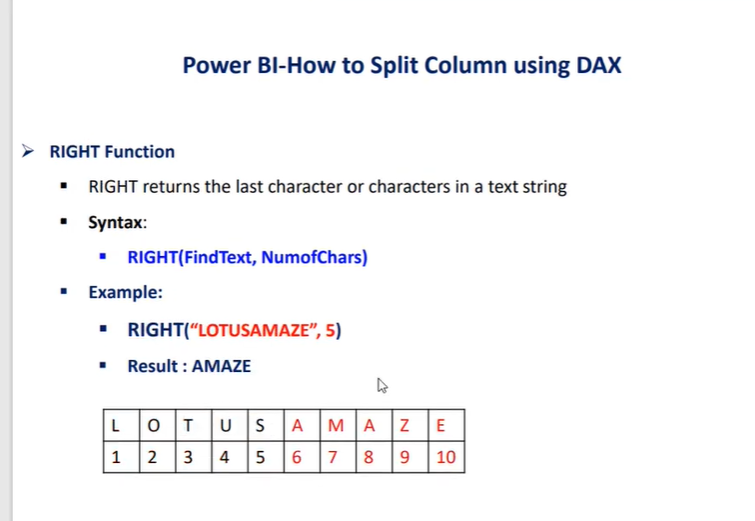 Power BI-How to Split Column using DAX
RIGHT Function
RIGHT returns the last character or characters in a text string
Syntax:
RIGHT(FindText, NumofChars)
Example:
RIGHT(“LOTUSAMAZE”, 5)
Result : AMAZE
L O T U S A M A Z E
1 2 3 4 5 6 7 8 9 10